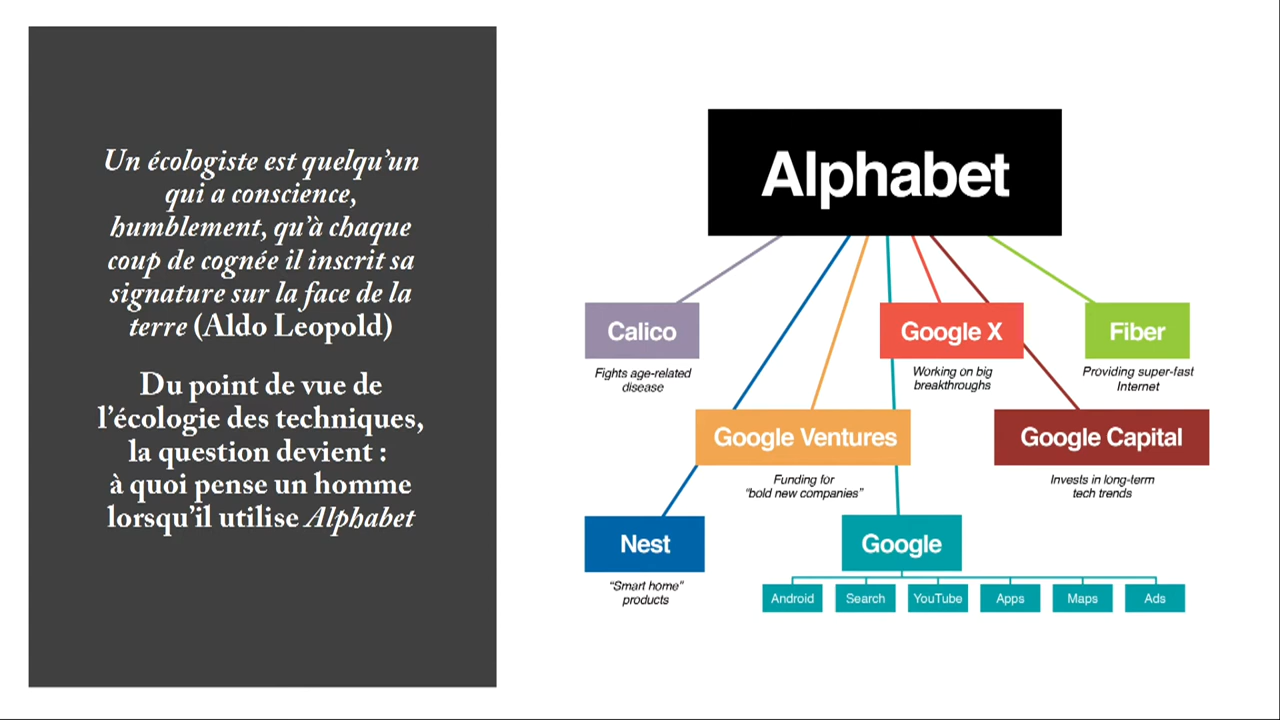 Un écologiste est quelqu’un
qui a conscience,
humblement, qu’à chaque
coup de cognée il inscrit sa
signature sur la face de la
terre (Aldo Leopold)
Du point de vue de
l’écologie des techniques,
la question devient :
à quoi pense un homme
lorsqu’il utilise Alphabet
Alphabet
Calico
Fights age-related
disease
Google X
Working on big
breakthroughs
Fiber
Providing super-fast
Internet
Google Ventures
Funding for
“bold new companies”
Google Capital
Invests in long-term
tech trends
Nest
“Smart home”
products
Google
Android
Search
YouTube
Apps
Maps
Ads